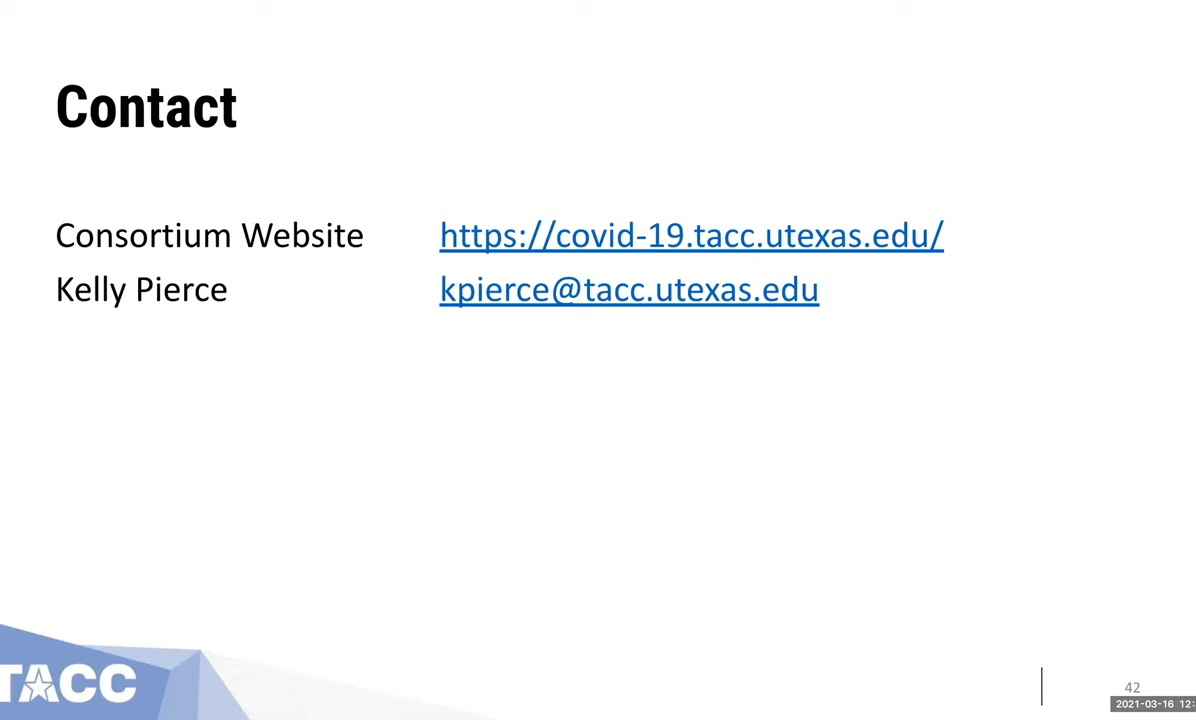 Contact
Consortium Website https://covid-19.tacc.utexas.edu/
Kelly Pierce kpierce@tacc.utexas.edu
TACC
42
2021-03-16